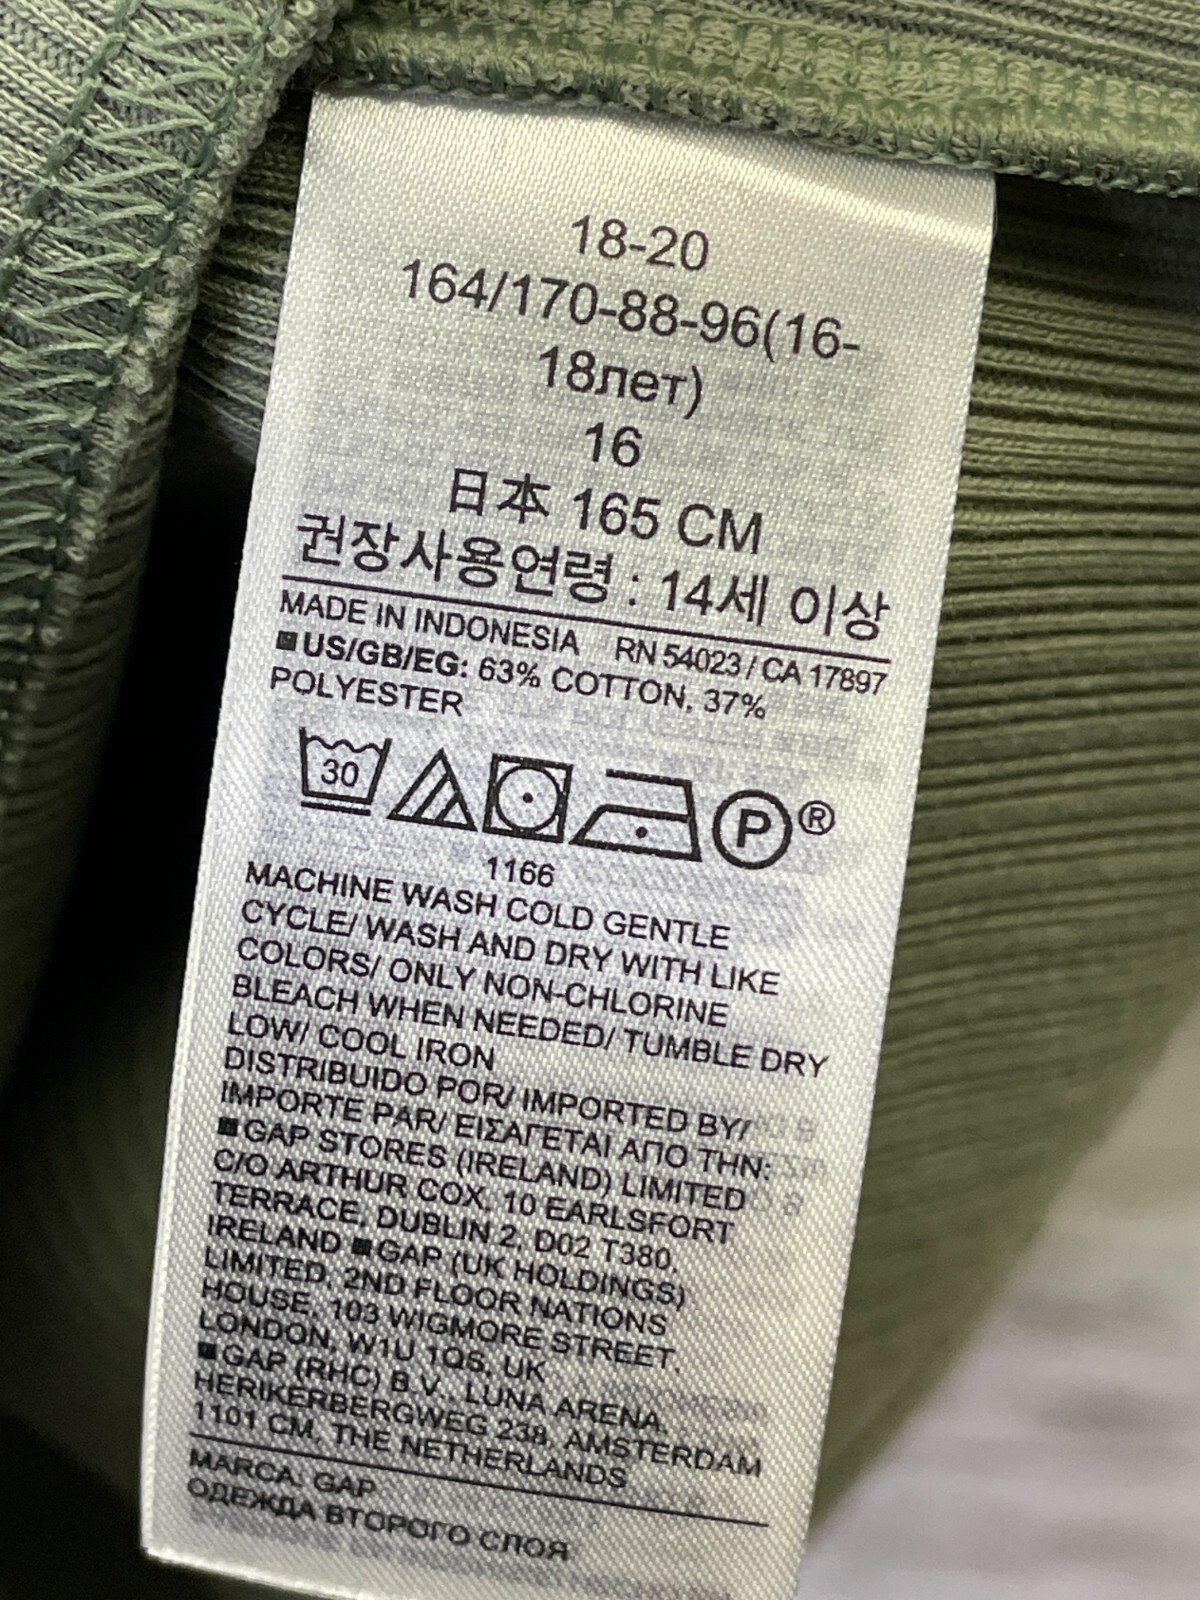 18-20
164/170-88-96(16-
18лет)
16
日本 165 CM
권장사용연령 : 14세 이상
MADE IN INDONESIA RN 54023 / CA 17897
■US/GB/EG: 63% COTTON, 37%
POLYESTER
30 P®
1166
MACHINE WASH COLD GENTLE
CYCLE/ WASH AND DRY WITH LIKE
COLORS/ ONLY NON-CHLORINE
BLEACH WHEN NEEDED/ TUMBLE DRY
LOW/ COOL IRON
DISTRIBUIDO POR/ IMPORTED BY/
IMPORTE PAR/ ΕΙΣΑΓΕΤΑΙ ΑΠΟ ΤΗΝ:
■GAP STORES (IRELAND) LIMITED
C/O ARTHUR COX, 10 EARLSFORT
TERRACE, DUBLIN 2, D02 T380,
IRELAND ■GAP (UK HOLDINGS)
LIMITED, 2ND FLOOR NATIONS
HOUSE, 103 WIGMORE STREET,
LONDON, W1U 1QS, UK
■GAP (RHC) B.V., LUNA ARENA,
HERIKERBERGWEG 238, AMSTERDAM
1101 CM, THE NETHERLANDS
MARCA: GAP
ОДЕЖДА ВТОРОГО СЛОЯ